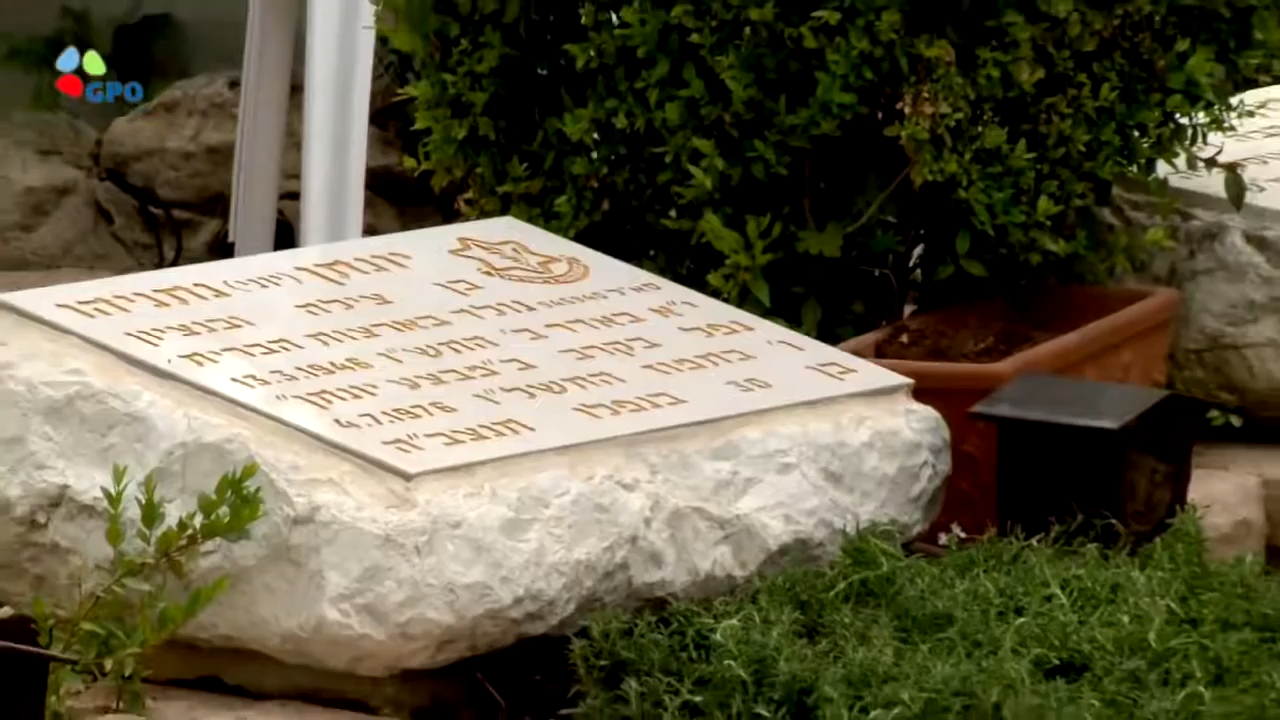 GPO
יונתן (יוני) נתניהו
בן צילה ובנציון
סא"ל נולד בארצות הברית,
י"א באדר ב' התש"ו 13.3.1946
נפל בקרב ב"מבצע יונתן"
ו' בתמוז התשל"ו 4.7.1976
בן 30 בנפלו תנצב"ה